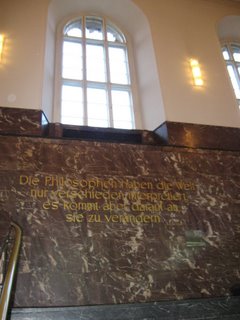 Die Philosophen haben die Welt
nur verschieden interpretiert,
es kommt aber darauf an,
sie zu verändern